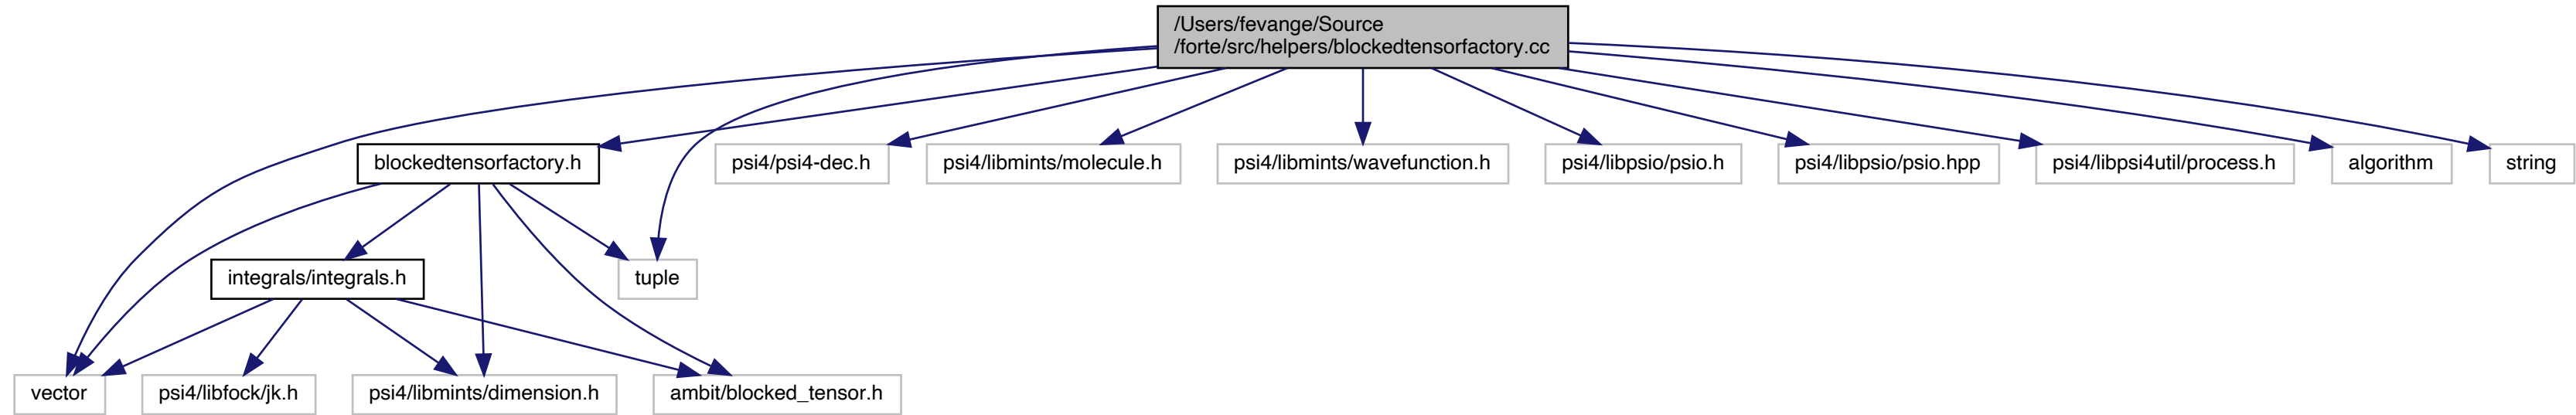 /Users/fevange/Source
/forte/src/helpers/blockedtensorfactory.cc
blockedtensorfactory.h
psi4/psi4-dec.h
psi4/libmints/molecule.h
psi4/libmints/wavefunction.h
psi4/libpsio/psio.h
psi4/libpsio/psio.hpp
psi4/libpsi4util/process.h
algorithm
string
integrals/integrals.h
tuple
vector
psi4/libfock/jk.h
psi4/libmints/dimension.h
ambit/blocked_tensor.h